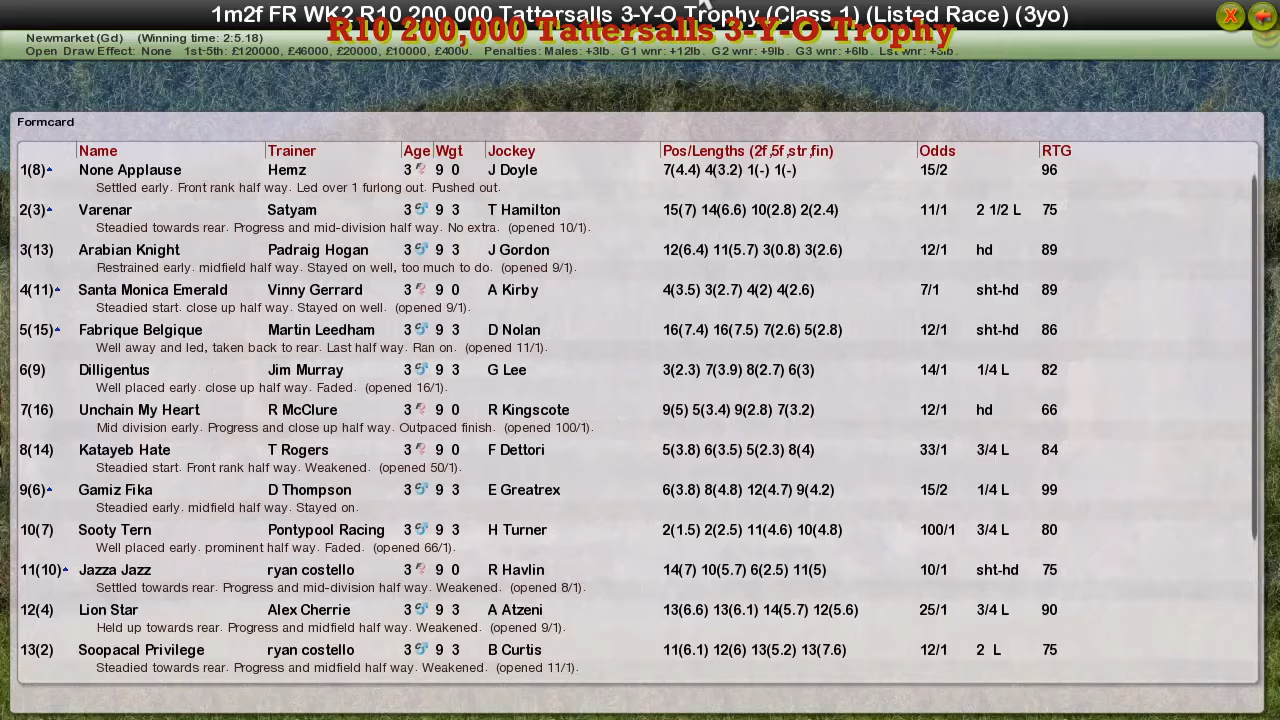 1m2f FR WK2 R10 200,000 Tattersalls 3-Y-O Trophy (Class 1) (Listed Race) (3yo)
R10 200,000 Tattersalls 3-Y-O Trophy
Newmarket (Gd) (Winning time: 2:5.18)
Open Draw Effect: None 1st-5th: £120000, £46000, £20000, £10000, £4000. Penalties: Males: +3lb. G1 wnr: +12lb. G2 wnr: +9lb. G3 wnr: +6lb. Lst wnr: +3lb.
Formcard
Name Trainer Age Wgt Jockey Pos/Lengths (2f,5f,str,fin) Odds RTG
1(8) None Applause Hemz 3 9 0 J Doyle 7(4.4) 4(3.2) 1(-) 1(-) 15/2 96
Settled early. Front rank half way. Led over 1 furlong out. Pushed out.
2(3) Varenar Satyam 3 9 3 T Hamilton 15(7) 14(6.6) 10(2.8) 2(2.4) 11/1 2 1/2 L 75
Steadied towards rear. Progress and mid-division half way. No extra. (opened 10/1).
3(13) Arabian Knight Padraig Hogan 3 9 3 J Gordon 12(6.4) 11(5.7) 3(0.8) 3(2.6) 12/1 hd 89
Restrained early. midfield half way. Stayed on well, too much to do. (opened 9/1).
4(11) Santa Monica Emerald Vinny Gerrard 3 9 0 A Kirby 4(3.5) 3(2.7) 4(2) 4(2.6) 7/1 sht-hd 89
Steadied start. close up half way. Stayed on well. (opened 9/1).
5(15) Fabrique Belgique Martin Leedham 3 9 3 D Nolan 16(7.4) 16(7.5) 7(2.6) 5(2.8) 12/1 sht-hd 86
Well away and led, taken back to rear. Last half way. Ran on. (opened 11/1).
6(9) Dilligentus Jim Murray 3 9 3 G Lee 3(2.3) 7(3.9) 8(2.7) 6(3) 14/1 1/4 L 82
Well placed early. close up half way. Faded. (opened 16/1).
7(16) Unchain My Heart R McClure 3 9 0 R Kingscote 9(5) 5(3.4) 9(2.8) 7(3.2) 12/1 hd 66
Mid division early. Progress and close up half way. Outpaced finish. (opened 100/1).
8(14) Katayeb Hate T Rogers 3 9 0 F Dettori 5(3.8) 6(3.5) 5(2.3) 8(4) 33/1 3/4 L 84
Steadied start. Front rank half way. Weakened. (opened 50/1).
9(6) Gamiz Fika D Thompson 3 9 3 E Greatrex 6(3.8) 8(4.8) 12(4.7) 9(4.2) 15/2 1/4 L 99
Steadied early. midfield half way. Stayed on.
10(7) Sooty Tern Pontypool Racing 3 9 3 H Turner 2(1.5) 2(2.5) 11(4.6) 10(4.8) 100/1 3/4 L 80
Well placed early. prominent half way. Faded. (opened 66/1).
11(10) Jazza Jazz ryan costello 3 9 0 R Havlin 14(7) 10(5.7) 6(2.5) 11(5) 10/1 sht-hd 75
Settled towards rear. Progress and mid-division half way. Weakened. (opened 8/1).
12(4) Lion Star Alex Cherrie 3 9 3 A Atzeni 13(6.6) 13(6.1) 14(5.7) 12(5.6) 25/1 3/4 L 90
Held up towards rear. Progress and midfield half way. Weakened. (opened 9/1).
13(2) Soopacal Privilege ryan costello 3 9 3 B Curtis 11(6.1) 12(6) 13(5.2) 13(7.6) 12/1 2 L 75
Steadied towards rear. Progress and midfield half way. Weakened. (opened 11/1).